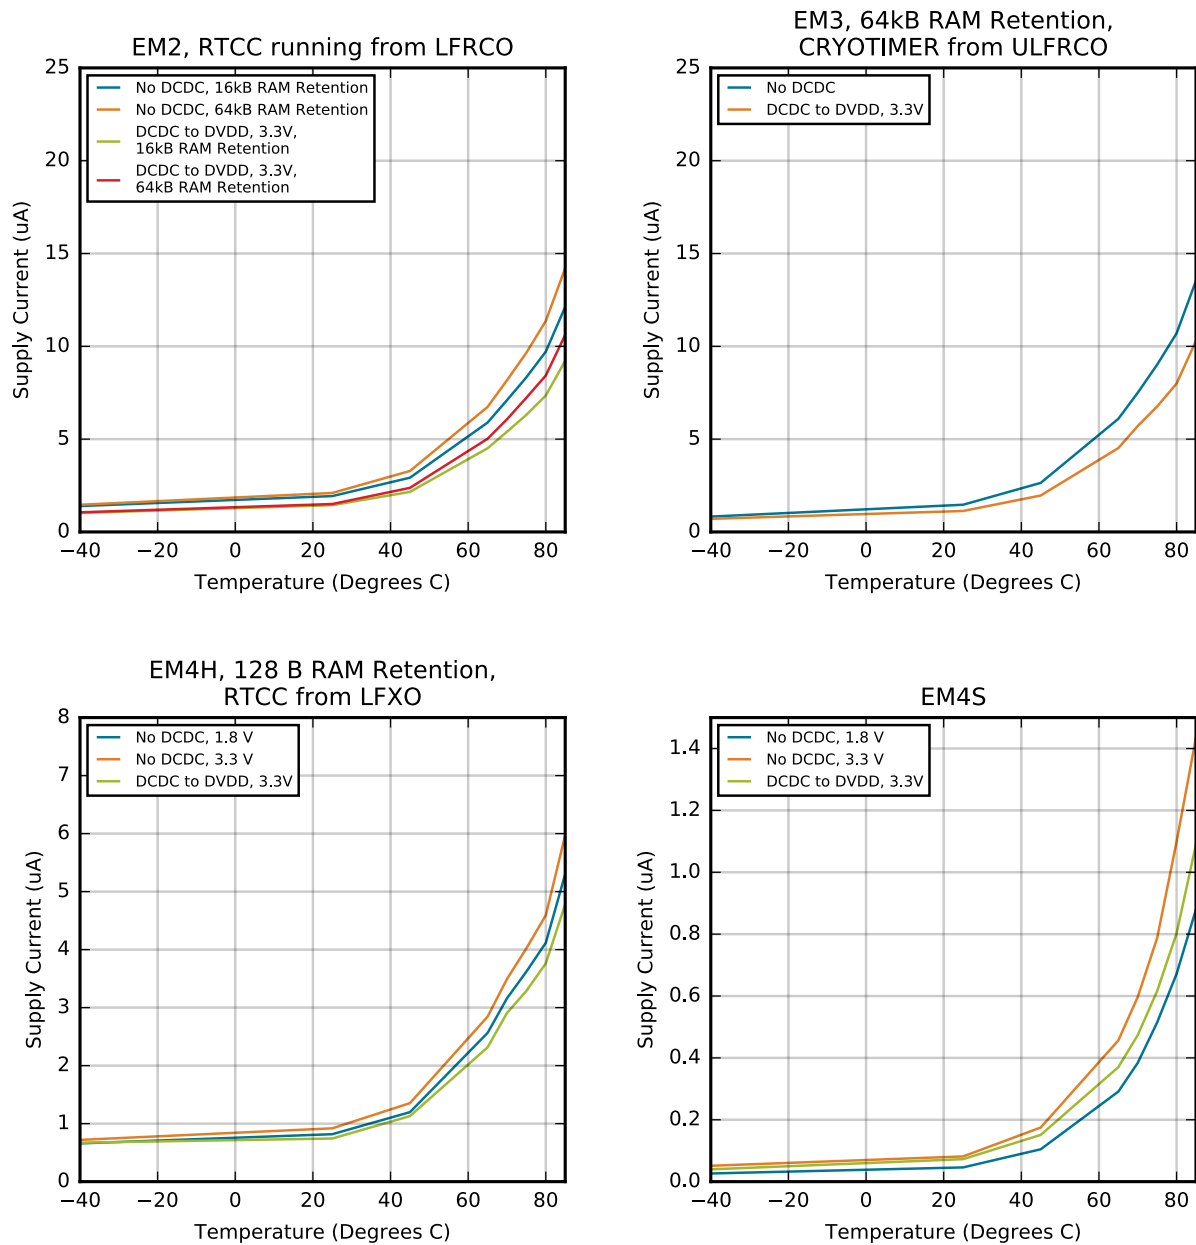 EM2, RTCC running from LFRCO
No DCDC, 16kB RAM Retention
No DCDC, 64kB RAM Retention
DCDC to DVDD, 3.3V,
16kB RAM Retention
DCDC to DVDD, 3.3V,
64kB RAM Retention
25
20
15
10
5
0
Supply Current (uA)
−40 −20 0 20 40 60 80
Temperature (Degrees C)
EM3, 64kB RAM Retention,
CRYOTIMER from ULFRCO
No DCDC
DCDC to DVDD, 3.3V
25
20
15
10
5
0
Supply Current (uA)
−40 −20 0 20 40 60 80
Temperature (Degrees C)
EM4H, 128 B RAM Retention,
RTCC from LFXO
No DCDC, 1.8 V
No DCDC, 3.3 V
DCDC to DVDD, 3.3V
8
7
6
5
4
3
2
1
0
Supply Current (uA)
−40 −20 0 20 40 60 80
Temperature (Degrees C)
EM4S
No DCDC, 1.8 V
No DCDC, 3.3 V
DCDC to DVDD, 3.3V
1.4
1.2
1.0
0.8
0.6
0.4
0.2
0.0
Supply Current (uA)
−40 −20 0 20 40 60 80
Temperature (Degrees C)